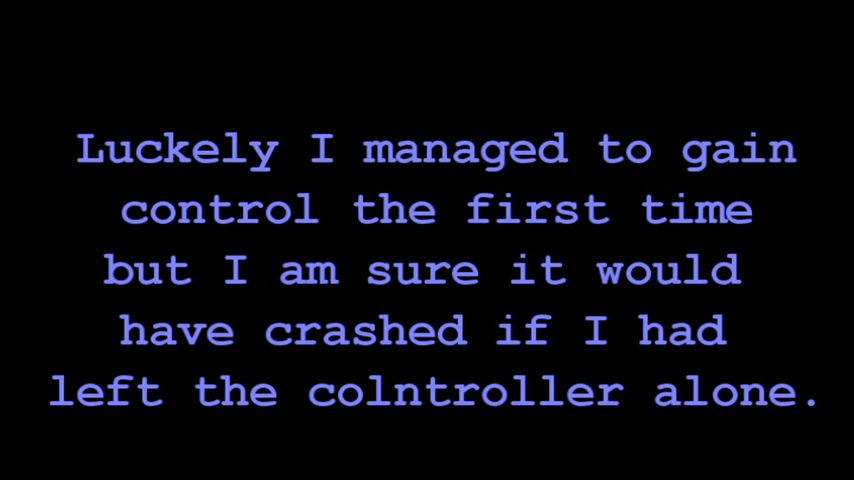 Luckely I managed to gain
control the first time
but I am sure it would
have crashed if I had
left the colntroller alone.